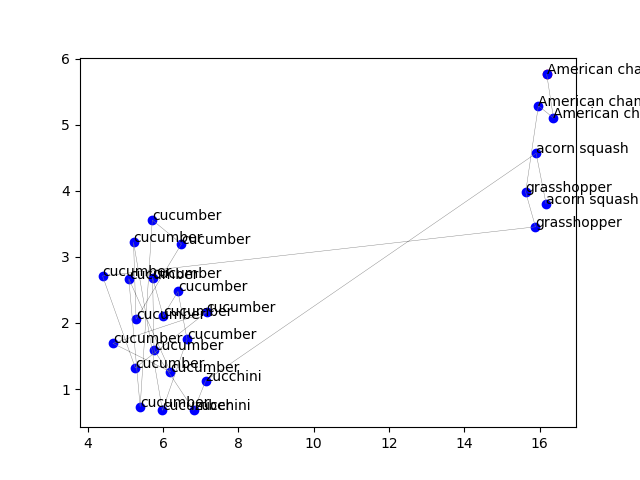 6
American cha
American chan
American ch
5
acorn squash
4
grasshopper
acorn squash
grasshopper
cucumber
cucumber
cucumber
3
cucumber
cucumber
cucumber
cucumber
cucumber
cucumber
cucumber
2
cucumber
cucumber
cucumber
cucumber
cucumber
zucchini
1
cucumber
cucumber
zucchini
4
6
8
10
12
14
16